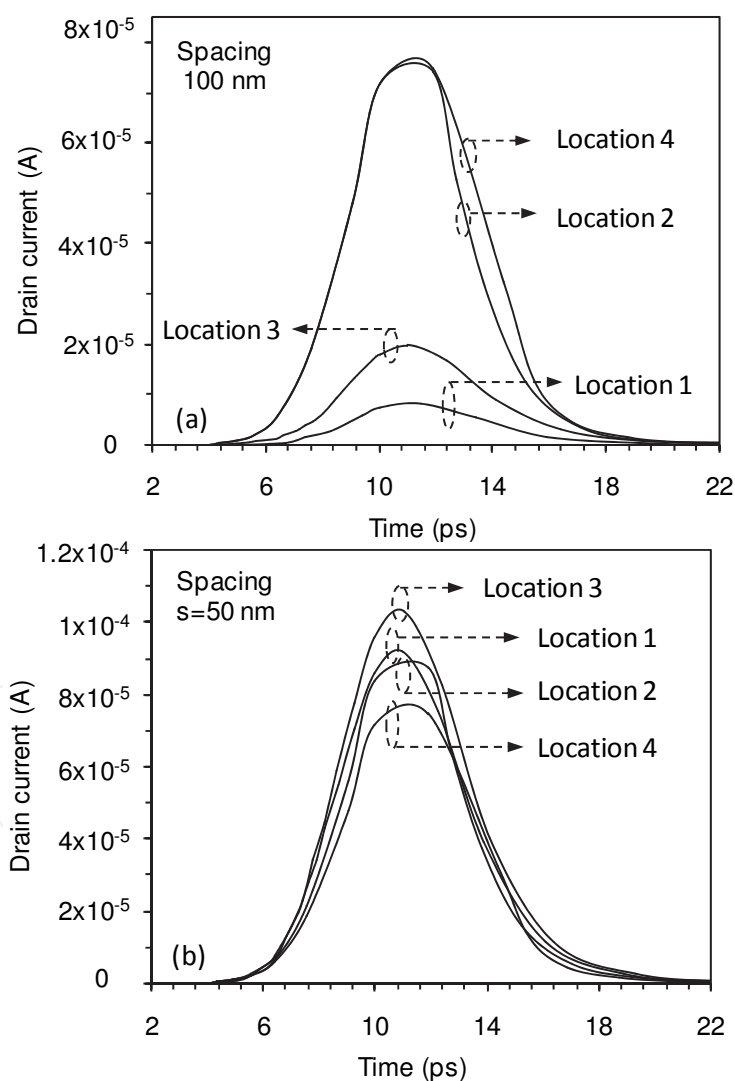 8x10-5
Spacing
100 nm
6x10-5
Location 4
Location 2
4x10-5
Drain current (A)
Location 3
2x10-5
Location 1
(a)
0
2 6 10 14 18 22
Time (ps)
1.2x10-4
Spacing
s=50 nm
Location 3
1x10-4
Location 1
8x10-5
Location 2
Location 4
6x10-5
Drain current (A)
4x10-5
2x10-5
(b)
0
2 6 10 14 18 22
Time (ps)